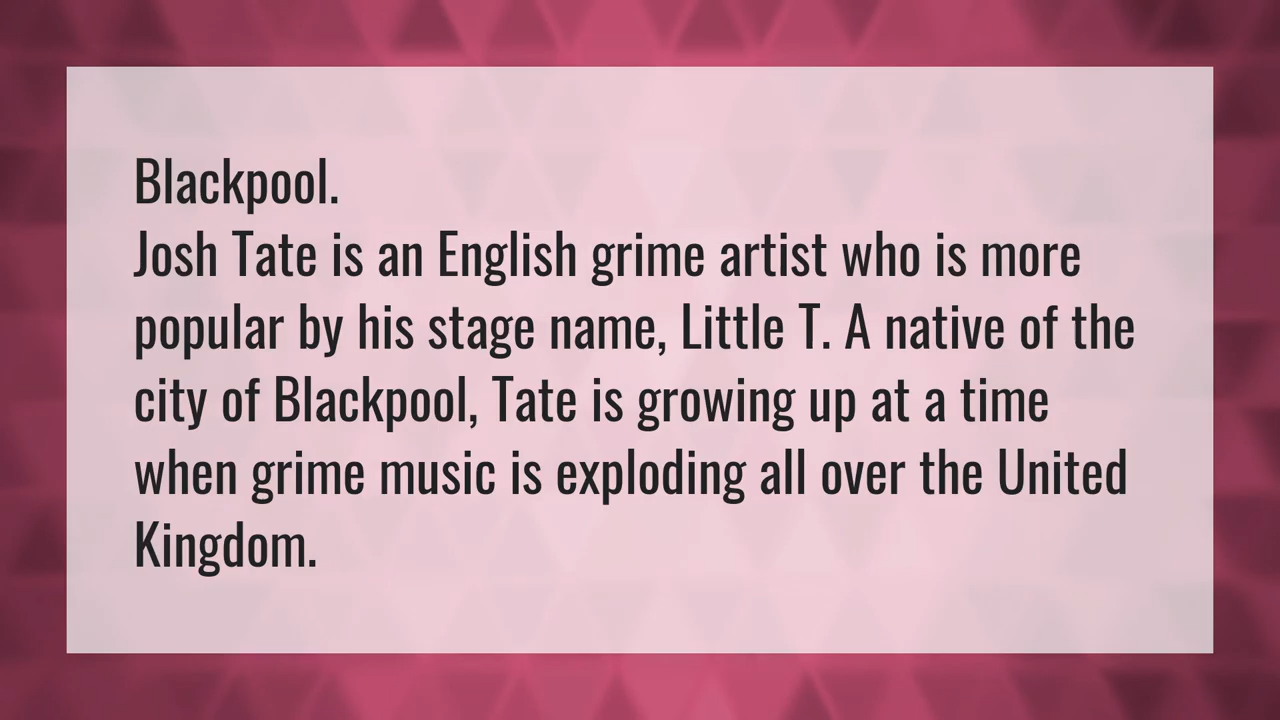 Blackpool.
Josh Tate is an English grime artist who is more
popular by his stage name, Little T. A native of the
city of Blackpool, Tate is growing up at a time
when grime music is exploding all over the United
Kingdom.